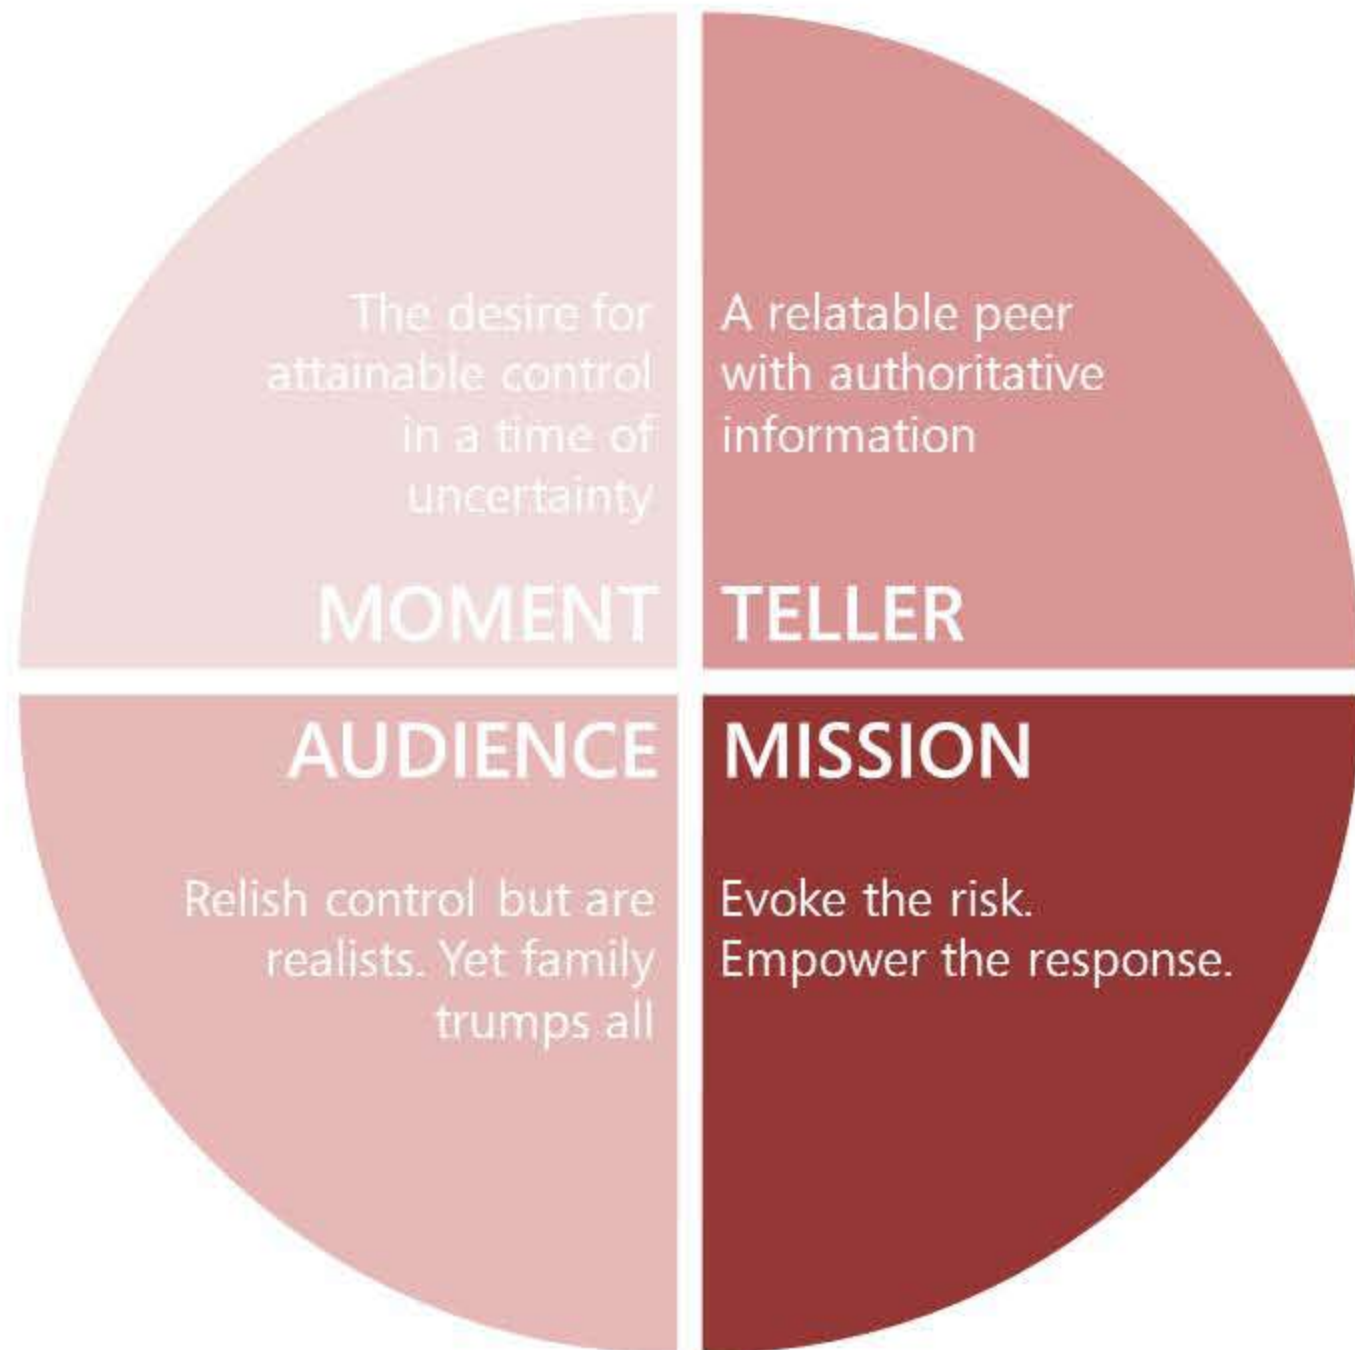 The desire for
attainable control
in a time of
uncertainty
MOMENT
A relatable peer
with authoritative
information
TELLER
AUDIENCE
Relish control but are
realists. Yet family
trumps all
MISSION
Evoke the risk.
Empower the response.